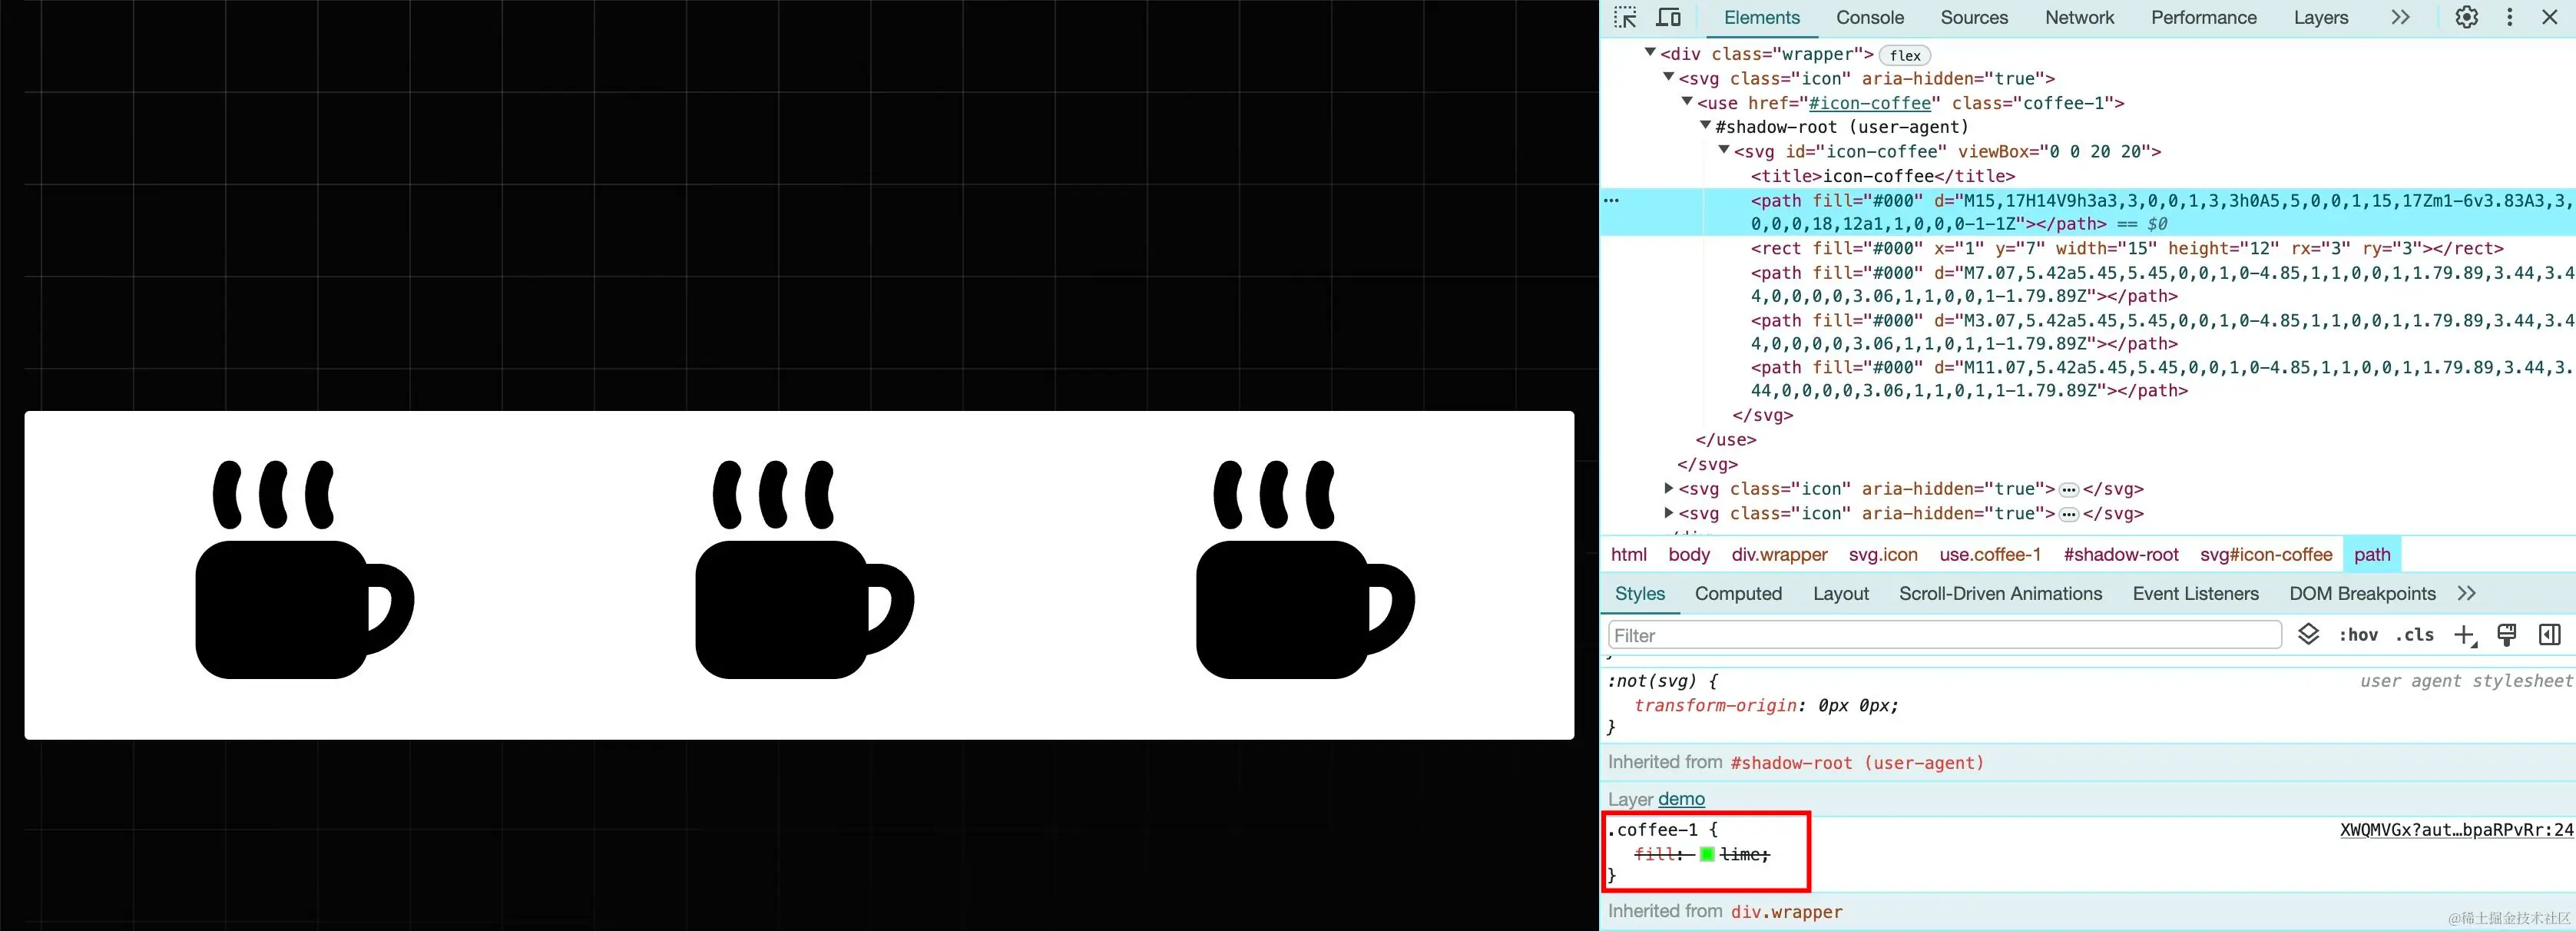 Elements Console Sources Network Performance Layers
<div class="wrapper"> flex
<svg class="icon" aria-hidden="true">
<use href="#icon-coffee" class="coffee-1">
#shadow-root (user-agent)
<svg id="icon-coffee" viewBox="0 0 20 20">
<title>icon-coffee</title>
<path fill="#000" d="M15,17H14V9h3a3,3,0,0,1,3,3h0A5,5,0,0,1,15,17Zm1-6v3.83A3,3,
0,0,0,18,12a1,1,0,0,0-1-1Z"></path> == $0
<rect fill="#000" x="1" y="7" width="15" height="12" rx="3" ry="3"></rect>
<path fill="#000" d="M7.07,5.42a5.45,5.45,0,0,1,0-4.85,1,1,0,0,1,1.79.89,3.44,3.4
4,0,0,0,0,3.06,1,1,0,0,1-1.79.89Z"></path>
<path fill="#000" d="M3.07,5.42a5.45,5.45,0,0,1,0-4.85,1,1,0,0,1,1.79.89,3.44,3.4
4,0,0,0,0,3.06,1,1,0,1,1-1.79.89Z"></path>
<path fill="#000" d="M11.07,5.42a5.45,5.45,0,0,1,0-4.85,1,1,0,0,1,1.79.89,3.44,3.
44,0,0,0,0,3.06,1,1,0,1,1-1.79.89Z"></path>
</svg>
</use>
</svg>
<svg class="icon" aria-hidden="true"> … </svg>
<svg class="icon" aria-hidden="true"> … </svg>
html body div.wrapper svg.icon use.coffee-1 #shadow-root svg#icon-coffee path
Styles Computed Layout Scroll-Driven Animations Event Listeners DOM Breakpoints
Filter :hov .cls
:not(svg) { user agent stylesheet
transform-origin: 0px 0px;
}
Inherited from #shadow-root (user-agent)
Layer demo
.coffee-1 { XWQMVGx?aut…bpaRPvRr:24
fill: lime;
}
Inherited from div.wrapper
@稀土掘金技术社区